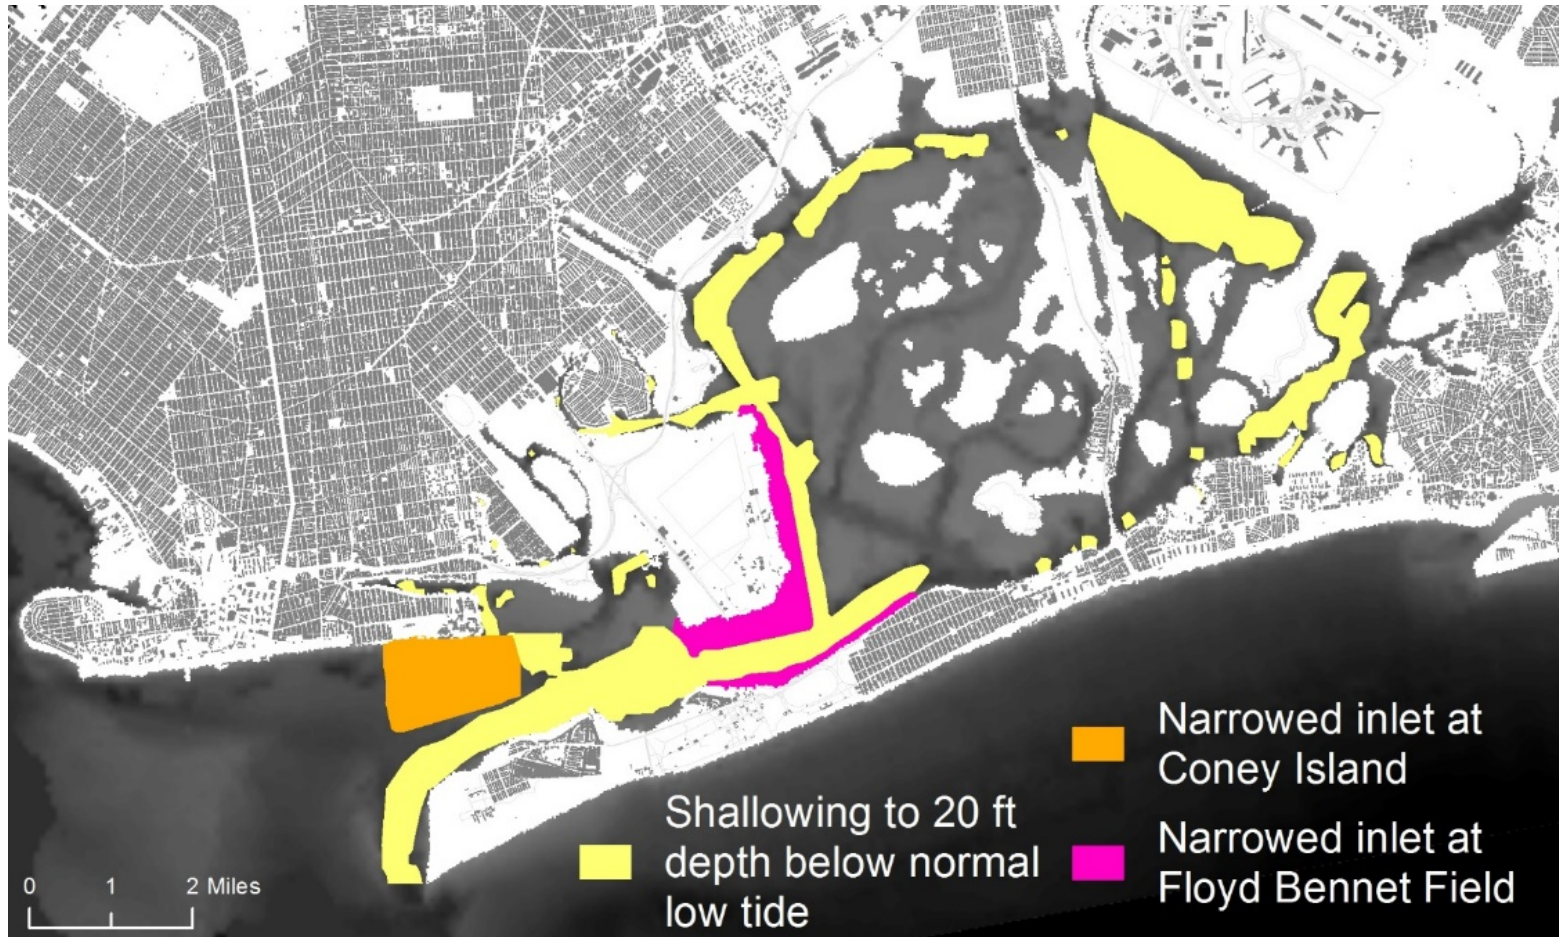 Narrowed inlet at
Coney Island
Shallowing to 20 ft
depth below normal
low tide
Narrowed inlet at
Floyd Bennet Field
0 1 2 Miles